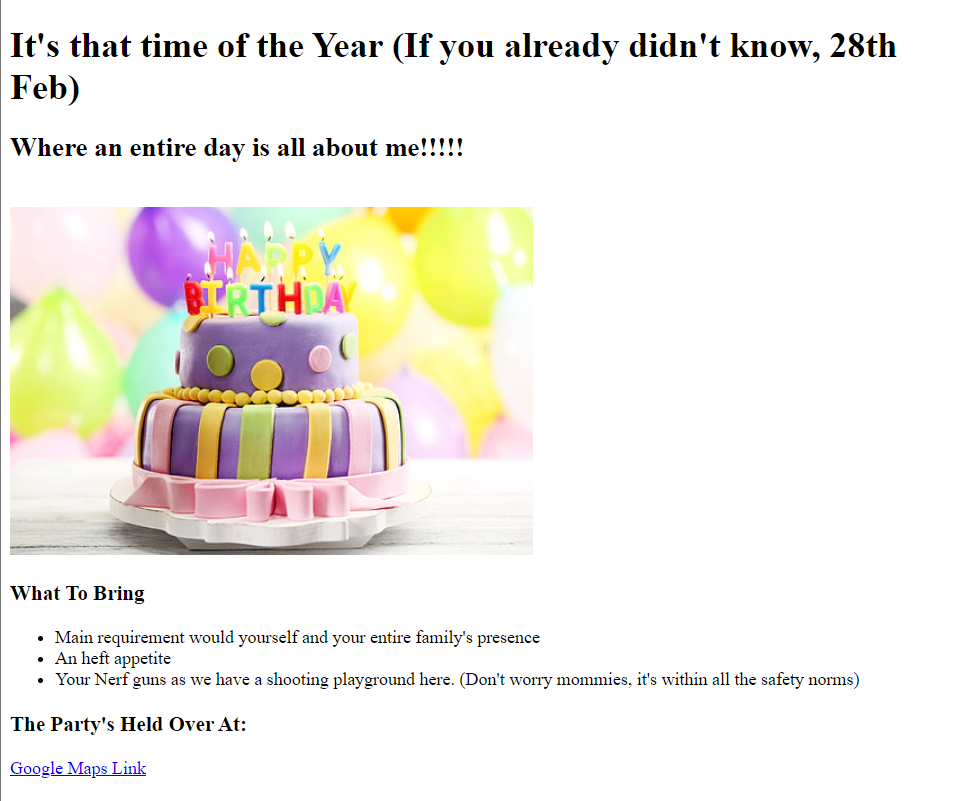 It's that time of the Year (If you already didn't know, 28th
Feb)
Where an entire day is all about me!!!!!
HAPPY
BIRTHDAY
What To Bring
Main requirement would yourself and your entire family's presence
An heft appetite
Your Nerf guns as we have a shooting playground here. (Don't worry mommies, it's within all the safety norms)
The Party's Held Over At:
Google Maps Link